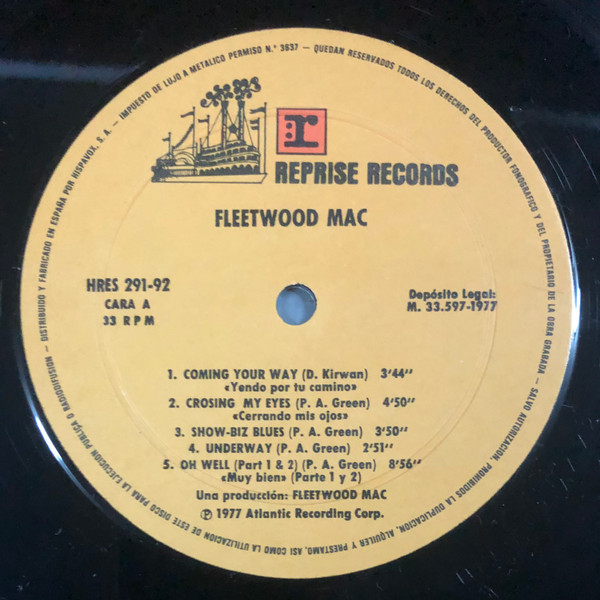 DISTRIBUIDO Y FABRICADO EN ESPAÑA POR HISPAVOX, S. A. — IMPUESTO DE LUJO A METALICO PERMISO N.° 3637 — QUEDAN RESERVADOS TODOS LOS DERECHOS DEL PRODUCTOR FONOGRAFICO Y DEL PROPIETARIO DE LA OBRA GRABADA — SALVO AUTORIZACION, PROHIBIDOS LA DUPLICACION, ALQUILER Y PRESTAMO, ASI COMO LA UTILIZACION DE ESTE DISCO PARA LA EJECUCION PUBLICA O RADIODIFUSION —
r
REPRISE RECORDS
FLEETWOOD MAC
HRES 291-92
CARA A
33 RPM
Depósito Legal:
M. 33.597-1977
1. COMING YOUR WAY (D. Kirwan) 3'44''
«Yendo por tu camino»
2. CROSING MY EYES (P. A. Green) 4'50''
«Cerrando mis ojos»
3. SHOW-BIZ BLUES (P. A. Green) 3'50''
4. UNDERWAY (P. A. Green) 2'51''
5. OH WELL (Part 1 & 2) (P. A. Green) 8'56''
«Muy bien» (Parte 1 y 2)
Una producción: FLEETWOOD MAC
℗ 1977 Atlantic Recording Corp.